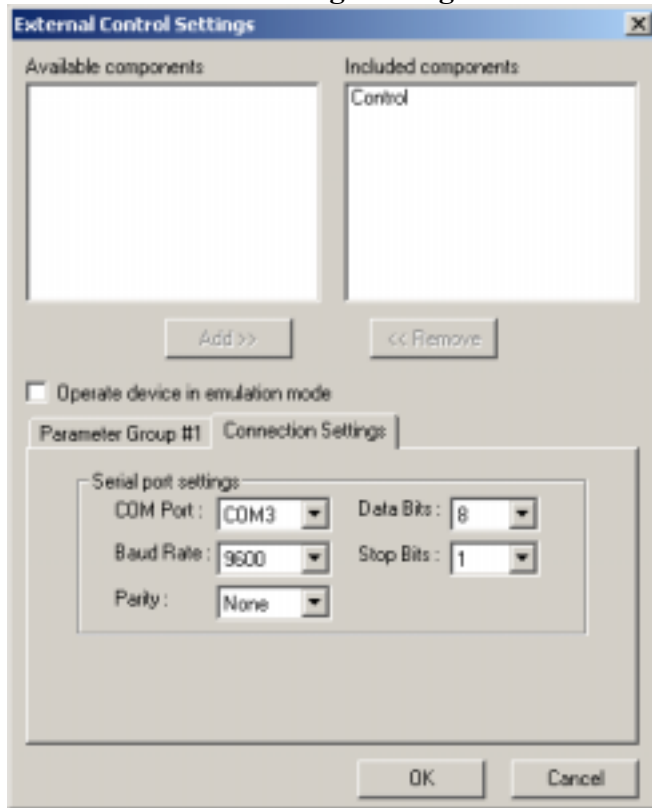 External Control Settings
Available components
Included components
Control
Add >>
<< Remove
Operate device in emulation mode
Parameter Group #1
Connection Settings
Serial port settings
COM Port : COM3
Data Bits : 8
Baud Rate : 9600
Stop Bits : 1
Parity : None
OK
Cancel